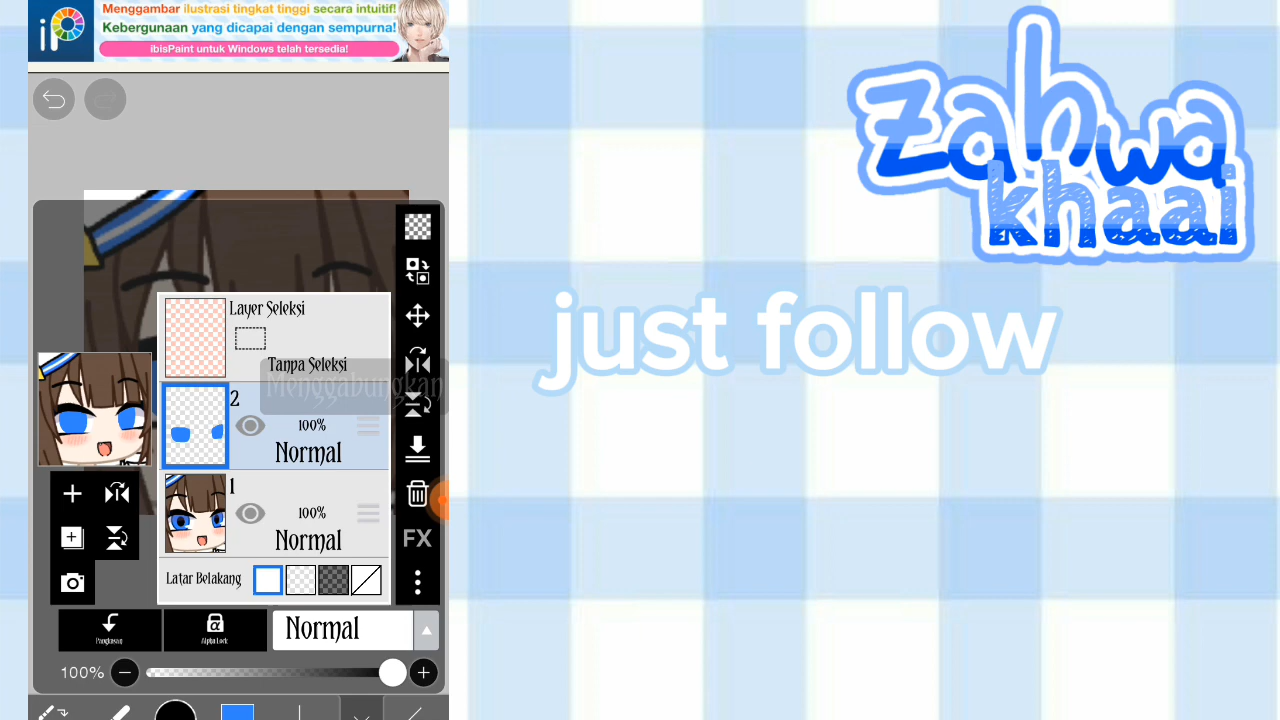 iP
Menggambar ilustrasi tingkat tinggi secara intuitif!
Kebergunaan yang dicapai dengan sempurna!
ibisPaint untuk Windows telah tersedia!
zahwa
khaai
just follow
Layer Seleksi
Tanpa Seleksi
Menggabungkan
2
100%
Normal
1
100%
Normal
FX
Latar Belakang
Pangkasan
Alpha Lock
Normal
100%